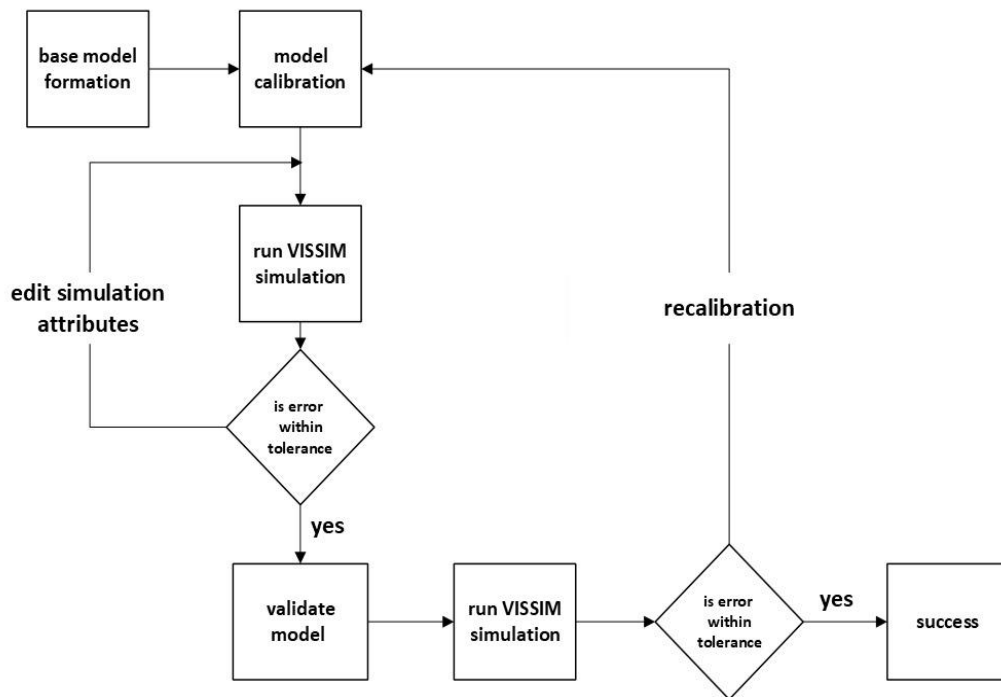 base model
formation
model
calibration
run VISSIM
simulation
edit simulation
attributes
recalibration
is error
within
tolerance
yes
validate
model
run VISSIM
simulation
is error
within
tolerance
yes
success